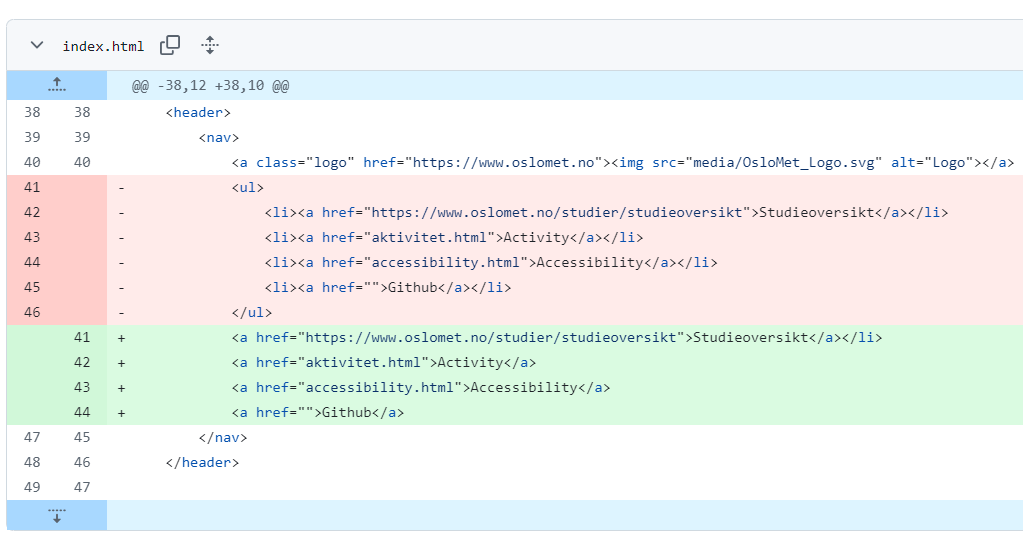 index.html
@@ -38,12 +38,10 @@
38 38 <header>
39 39 <nav>
40 40 <a class="logo" href="https://www.oslomet.no"><img src="media/OsloMet_Logo.svg" alt="Logo"></a>
41 - <ul>
42 - <li><a href="https://www.oslomet.no/studier/studieoversikt">Studieoversikt</a></li>
43 - <li><a href="aktivitet.html">Activity</a></li>
44 - <li><a href="accessibility.html">Accessibility</a></li>
45 - <li><a href="">Github</a></li>
46 - </ul>
41 + <a href="https://www.oslomet.no/studier/studieoversikt">Studieoversikt</a></li>
42 + <a href="aktivitet.html">Activity</a>
43 + <a href="accessibility.html">Accessibility</a>
44 + <a href="">Github</a>
47 45 </nav>
48 46 </header>
49 47